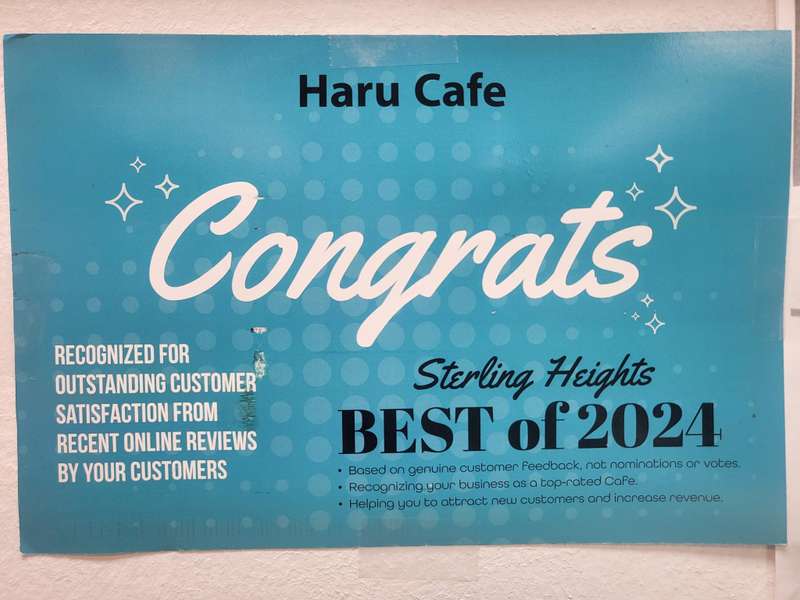 Haru Cafe
Congrats
RECOGNIZED FOR
OUTSTANDING CUSTOMER
SATISFACTION FROM
RECENT ONLINE REVIEWS
BY YOUR CUSTOMERS
Sterling Heights
BEST of 2024
• Based on genuine customer feedback, not nominations or votes.
• Recognizing your business as a top-rated Cafe.
• Helping you to attract new customers and increase revenue.